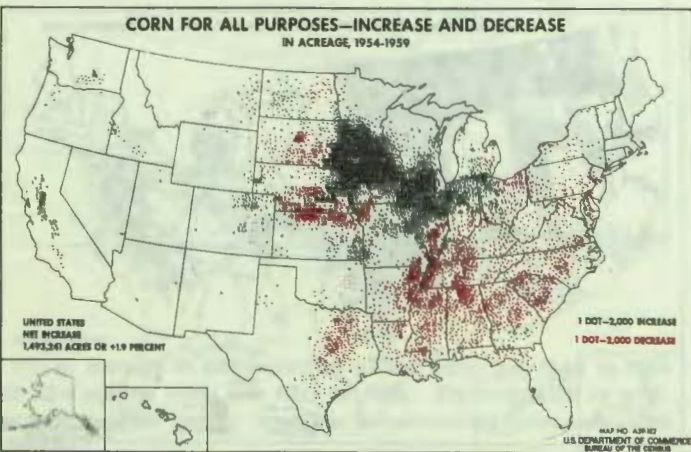 CORN FOR ALL PURPOSES—INCREASE AND DECREASE
IN ACREAGE, 1954-1959
UNITED STATES
NET INCREASE
1,493,241 ACRES OR +1.9 PERCENT
1 DOT—2,000 INCREASE
1 DOT—2,000 DECREASE
MAP NO.
U.S. DEPARTMENT OF COMMERCE
BUREAU OF THE CENSUS